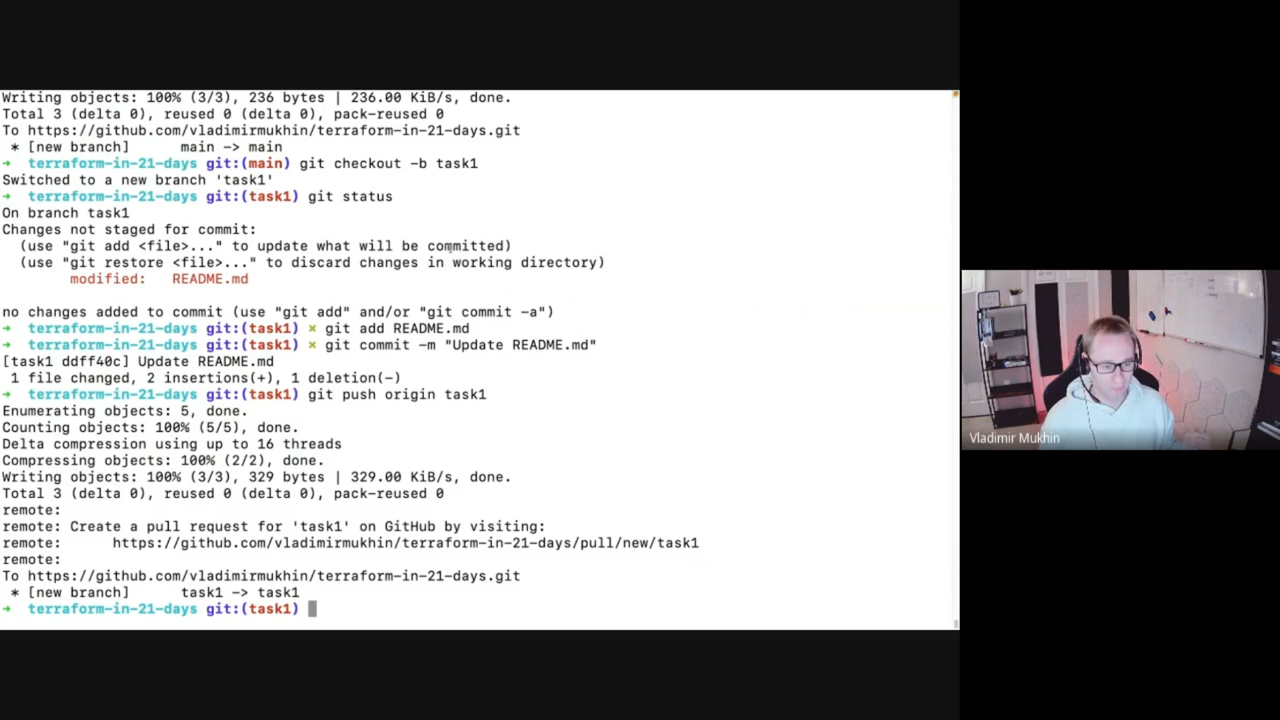 Writing objects: 100% (3/3), 236 bytes | 236.00 KiB/s, done.
Total 3 (delta 0), reused 0 (delta 0), pack-reused 0
To https://github.com/vladimirmukhin/terraform-in-21-days.git
 * [new branch]      main -> main
➜  terraform-in-21-days git:(main) git checkout -b task1
Switched to a new branch 'task1'
➜  terraform-in-21-days git:(task1) git status
On branch task1
Changes not staged for commit:
  (use "git add <file>..." to update what will be committed)
  (use "git restore <file>..." to discard changes in working directory)
        modified:   README.md

no changes added to commit (use "git add" and/or "git commit -a")
➜  terraform-in-21-days git:(task1) ✗ git add README.md
➜  terraform-in-21-days git:(task1) ✗ git commit -m "Update README.md"
[task1 ddff40c] Update README.md
 1 file changed, 2 insertions(+), 1 deletion(-)
➜  terraform-in-21-days git:(task1) git push origin task1
Enumerating objects: 5, done.
Counting objects: 100% (5/5), done.
Delta compression using up to 16 threads
Compressing objects: 100% (2/2), done.
Writing objects: 100% (3/3), 329 bytes | 329.00 KiB/s, done.
Total 3 (delta 0), reused 0 (delta 0), pack-reused 0
remote:
remote: Create a pull request for 'task1' on GitHub by visiting:
remote:      https://github.com/vladimirmukhin/terraform-in-21-days/pull/new/task1
remote:
To https://github.com/vladimirmukhin/terraform-in-21-days.git
 * [new branch]      task1 -> task1
➜  terraform-in-21-days git:(task1)
Vladimir Mukhin